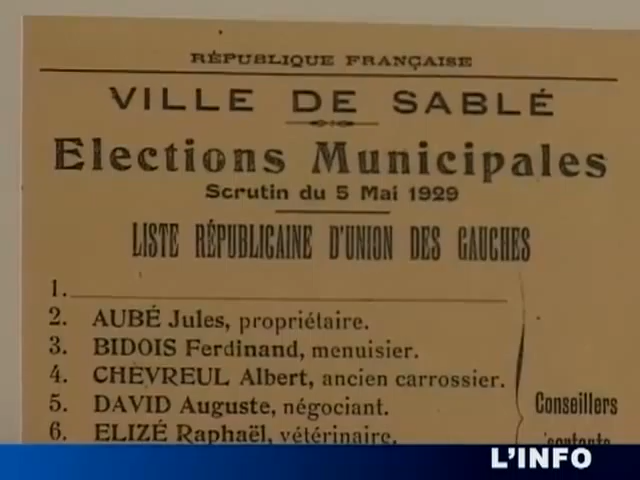 RÉPUBLIQUE FRANÇAISE
VILLE DE SABLÉ
Elections Municipales
Scrutin du 5 Mai 1929
LISTE RÉPUBLICAINE D'UNION DES GAUCHES
1.
2. AUBÉ Jules, propriétaire.
3. BIDOIS Ferdinand, menuisier.
4. CHEVREUL Albert, ancien carrossier.
5. DAVID Auguste, négociant.
Conseillers
6. ELIZÉ Raphaël, vétérinaire.
sortants
L'INFO